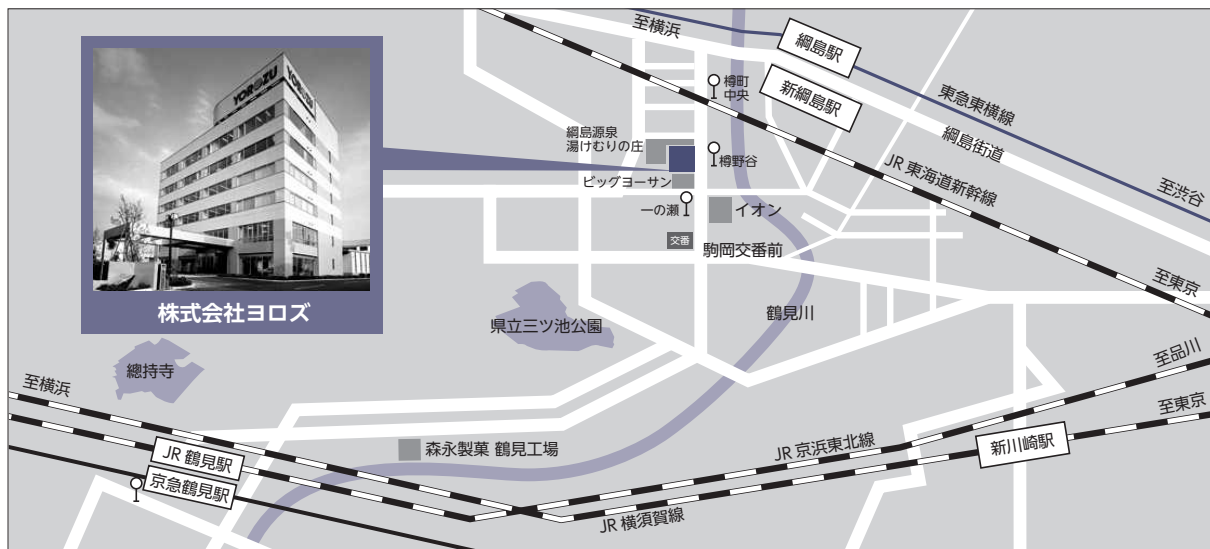 至横浜
綱島駅
新綱島駅
東急東横線
綱島街道
JR 東海道新幹線
至渋谷
至東京
樽町
中央
綱島源泉
湯けむりの庄
樽野谷
ビッグヨーサン
一の瀬
イオン
交番
駒岡交番前
YOROZU
YOROZU
株式会社ヨロズ
県立三ツ池公園
鶴見川
總持寺
至横浜
至品川
至東京
JR 鶴見駅
京急鶴見駅
森永製菓 鶴見工場
JR 京浜東北線
新川崎駅
JR 横須賀線